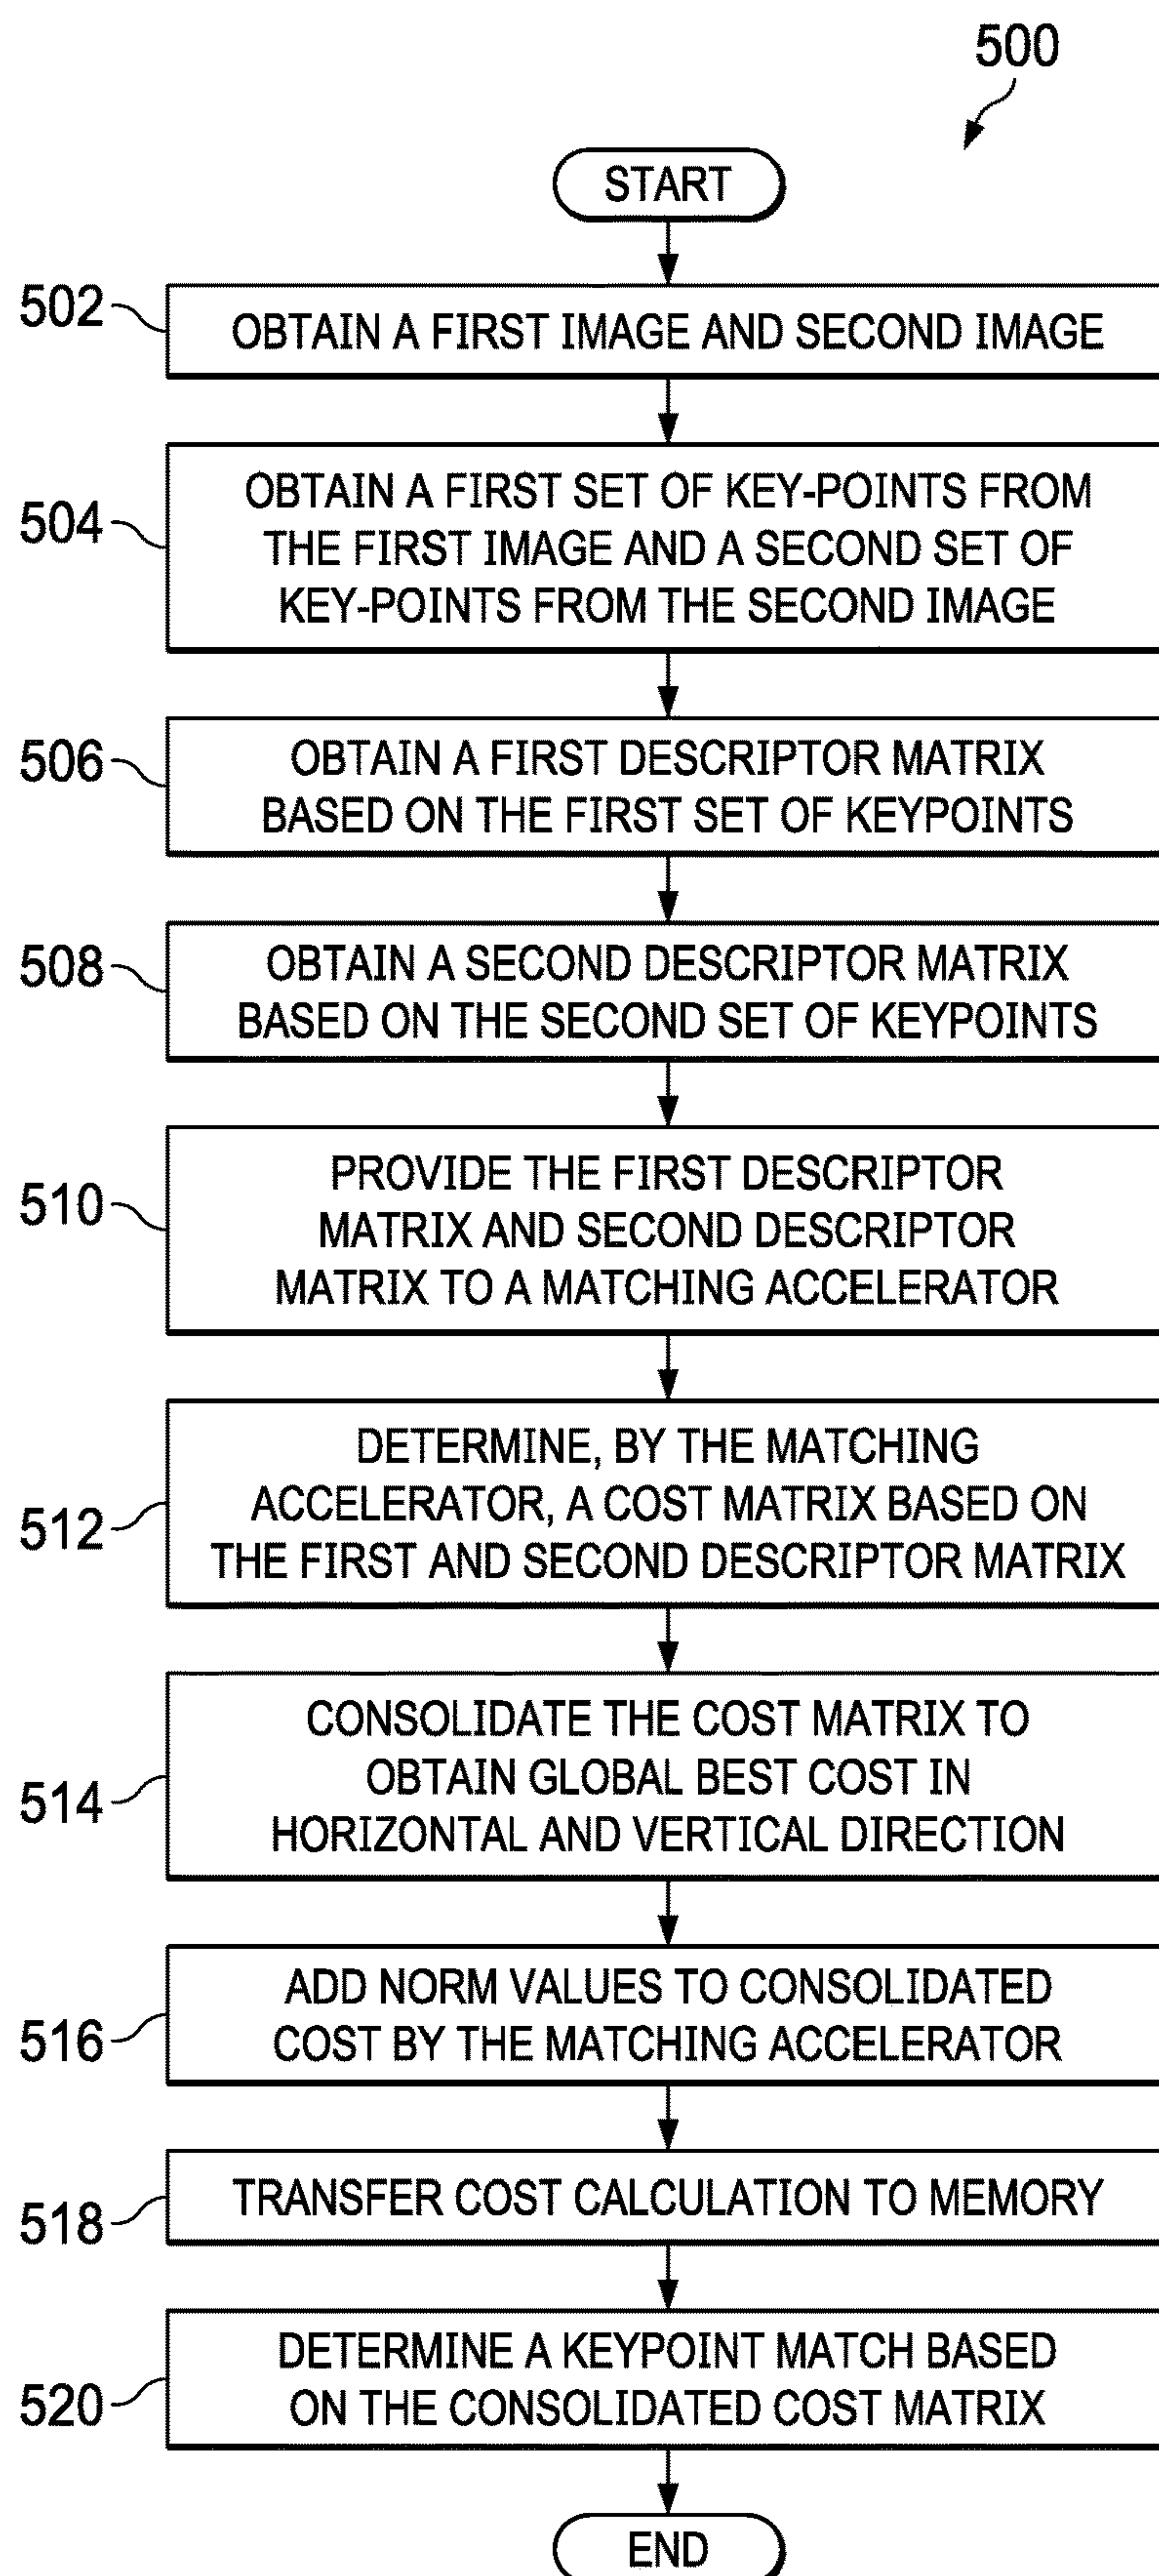 500
START
502
OBTAIN A FIRST IMAGE AND SECOND IMAGE
504
OBTAIN A FIRST SET OF KEY-POINTS FROM
THE FIRST IMAGE AND A SECOND SET OF
KEY-POINTS FROM THE SECOND IMAGE
506
OBTAIN A FIRST DESCRIPTOR MATRIX
BASED ON THE FIRST SET OF KEYPOINTS
508
OBTAIN A SECOND DESCRIPTOR MATRIX
BASED ON THE SECOND SET OF KEYPOINTS
510
PROVIDE THE FIRST DESCRIPTOR
MATRIX AND SECOND DESCRIPTOR
MATRIX TO A MATCHING ACCELERATOR
512
DETERMINE, BY THE MATCHING
ACCELERATOR, A COST MATRIX BASED ON
THE FIRST AND SECOND DESCRIPTOR MATRIX
514
CONSOLIDATE THE COST MATRIX TO
OBTAIN GLOBAL BEST COST IN
HORIZONTAL AND VERTICAL DIRECTION
516
ADD NORM VALUES TO CONSOLIDATED
COST BY THE MATCHING ACCELERATOR
518
TRANSFER COST CALCULATION TO MEMORY
520
DETERMINE A KEYPOINT MATCH BASED
ON THE CONSOLIDATED COST MATRIX
END